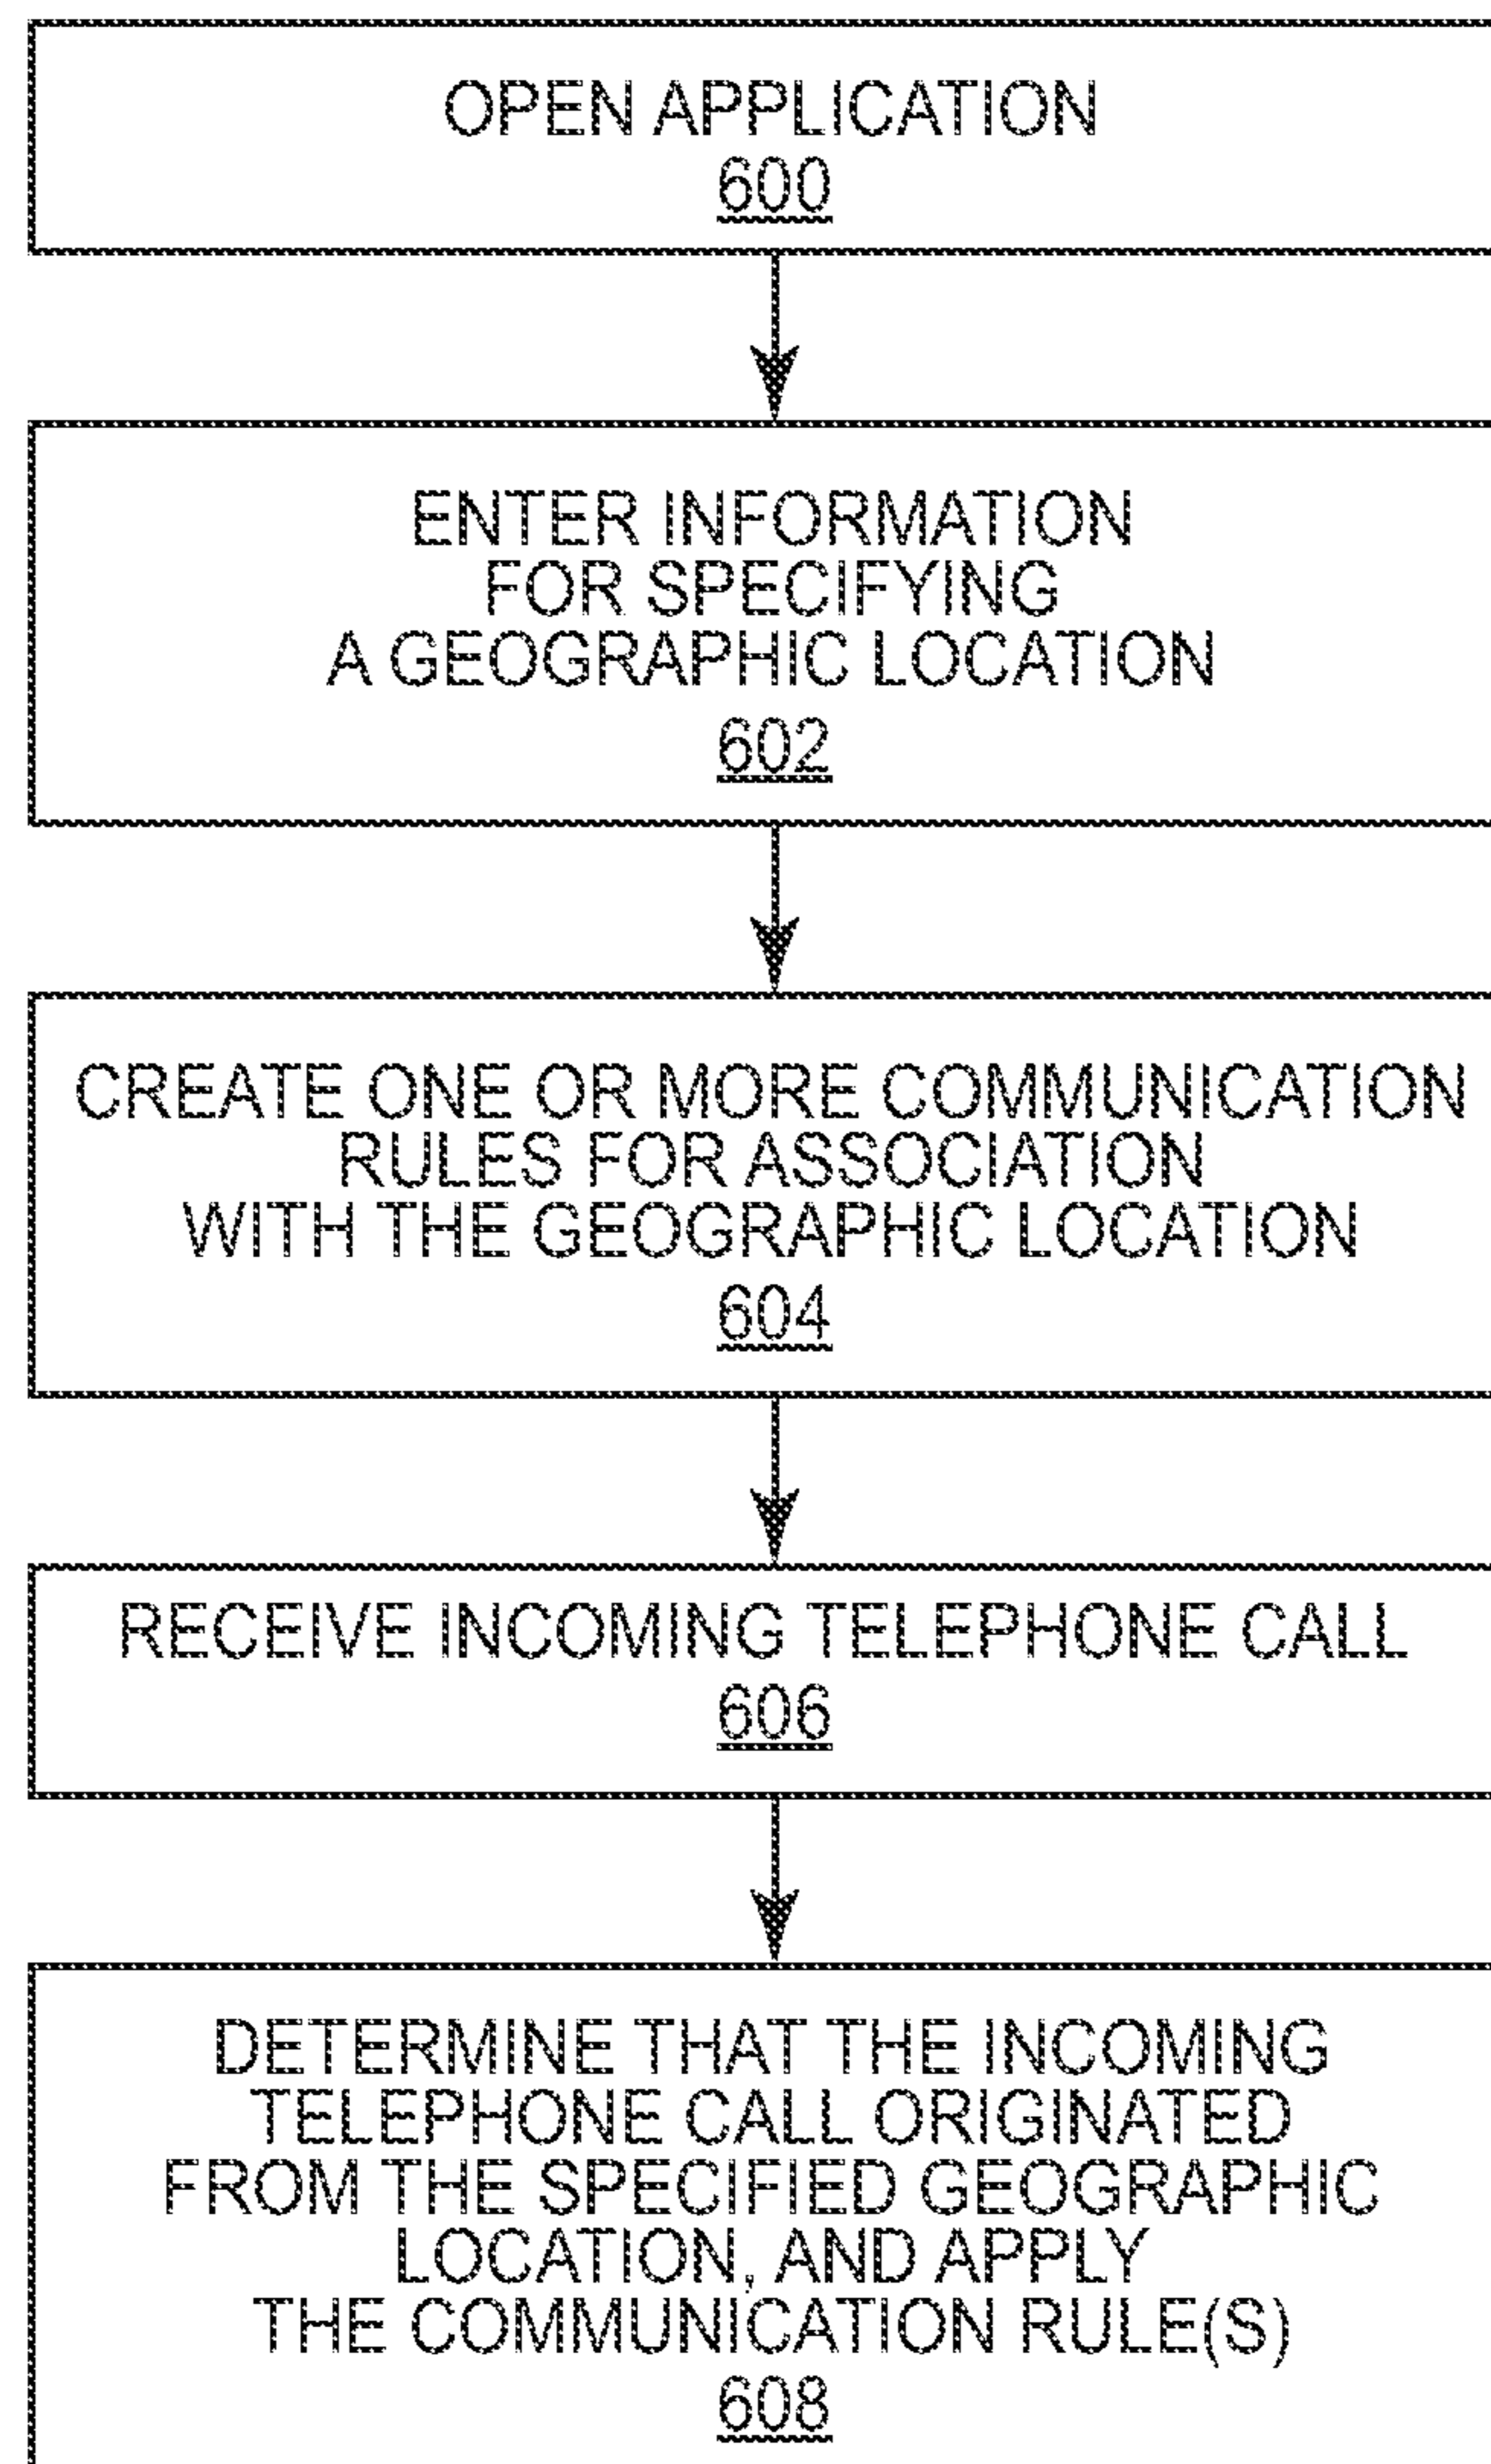 OPEN APPLICATION
600
ENTER INFORMATION
FOR SPECIFYING
A GEOGRAPHIC LOCATION
602
CREATE ONE OR MORE COMMUNICATION
RULES FOR ASSOCIATION
WITH THE GEOGRAPHIC LOCATION
604
RECEIVE INCOMING TELEPHONE CALL
606
DETERMINE THAT THE INCOMING
TELEPHONE CALL ORIGINATED
FROM THE SPECIFIED GEOGRAPHIC
LOCATION, AND APPLY
THE COMMUNICATION RULE(S)
608